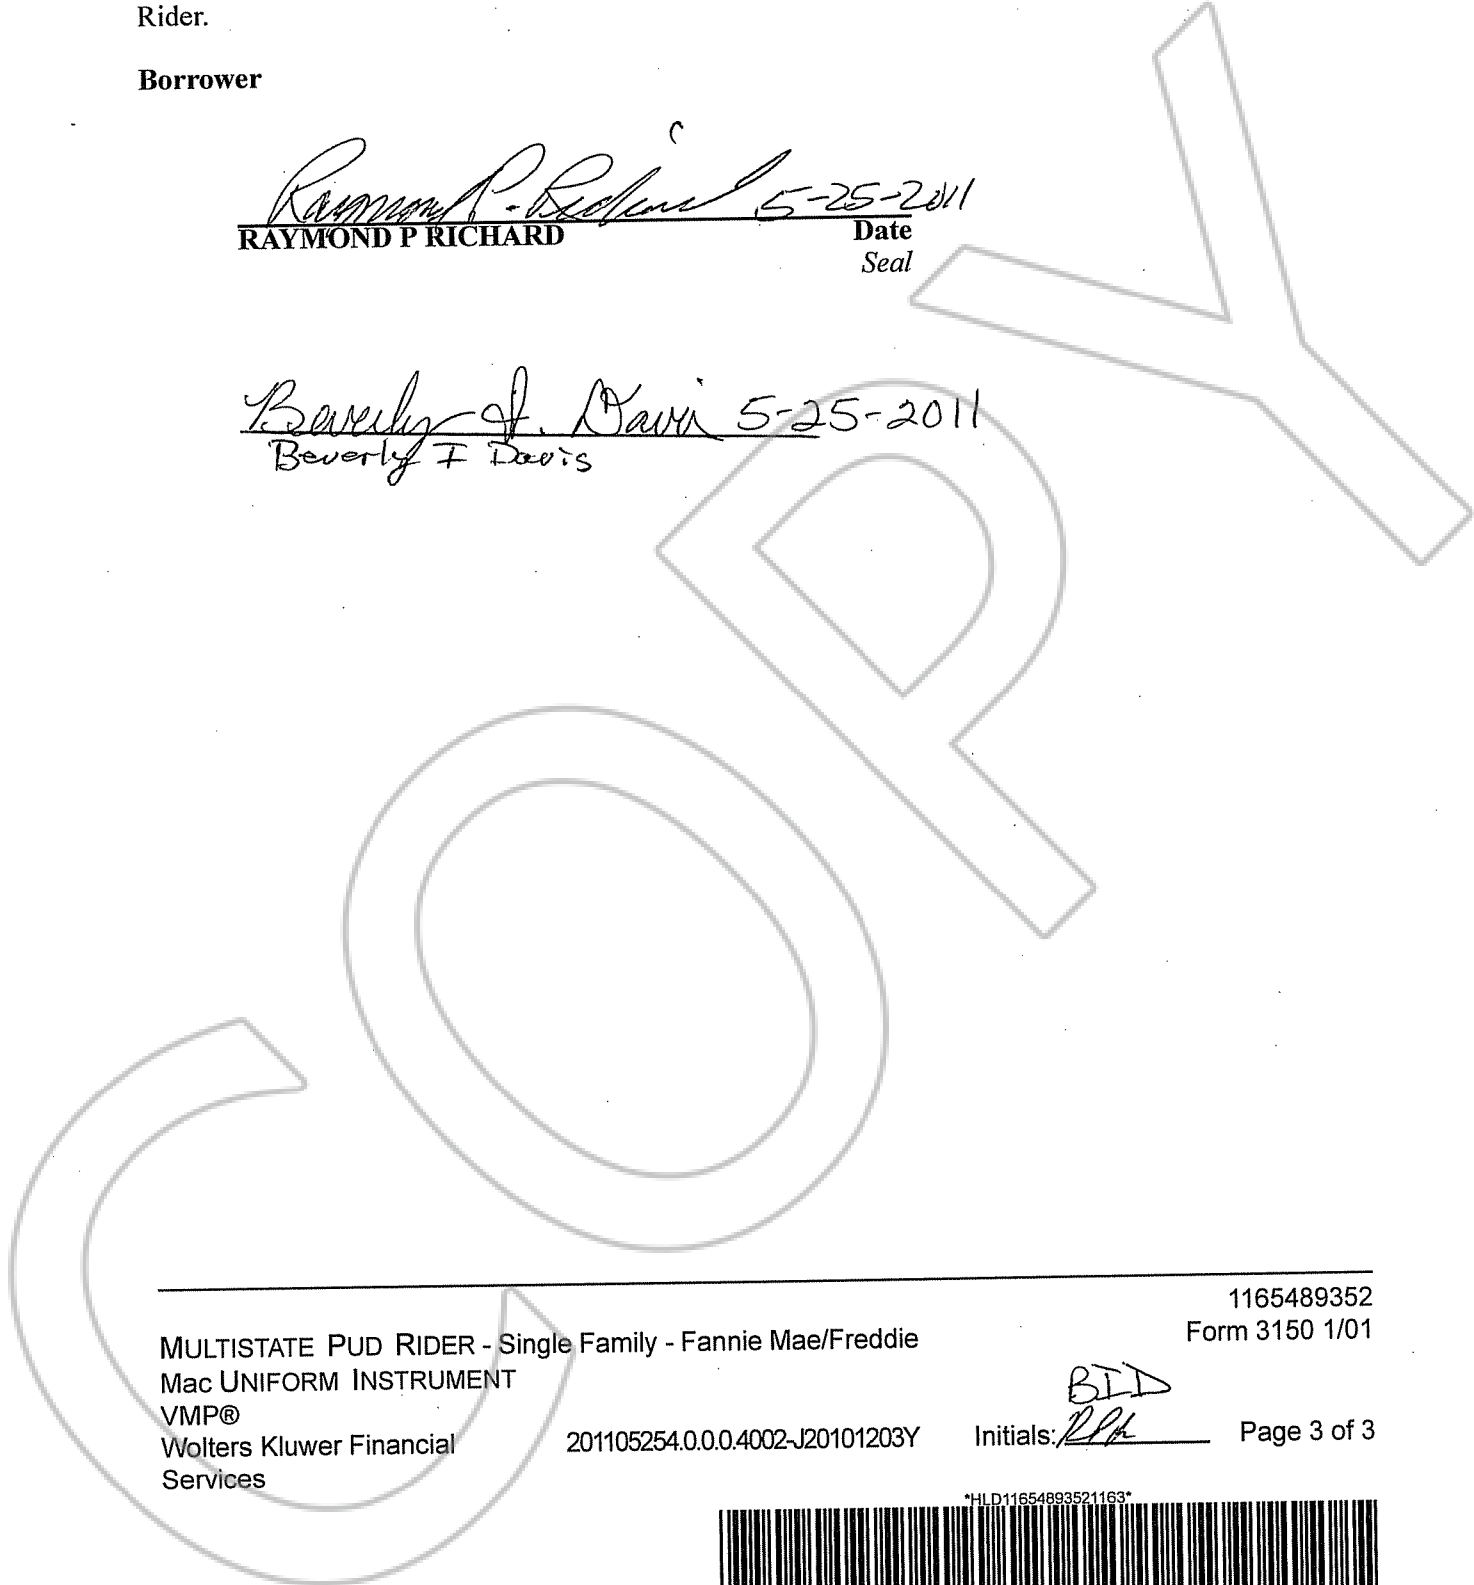 Rider.
Borrower
Raymond P. Richard 5-25-2011
RAYMOND P RICHARD Date
Seal
Beverly I. Davis 5-25-2011
Beverly I Davis
COPY
1165489352
MULTISTATE PUD RIDER - Single Family - Fannie Mae/Freddie Form 3150 1/01
Mac UNIFORM INSTRUMENT
BID
VMP®
Wolters Kluwer Financial 201105254.0.0.0.4002-J20101203Y Initials: RPR Page 3 of 3
Services
*HLD11654893521163*